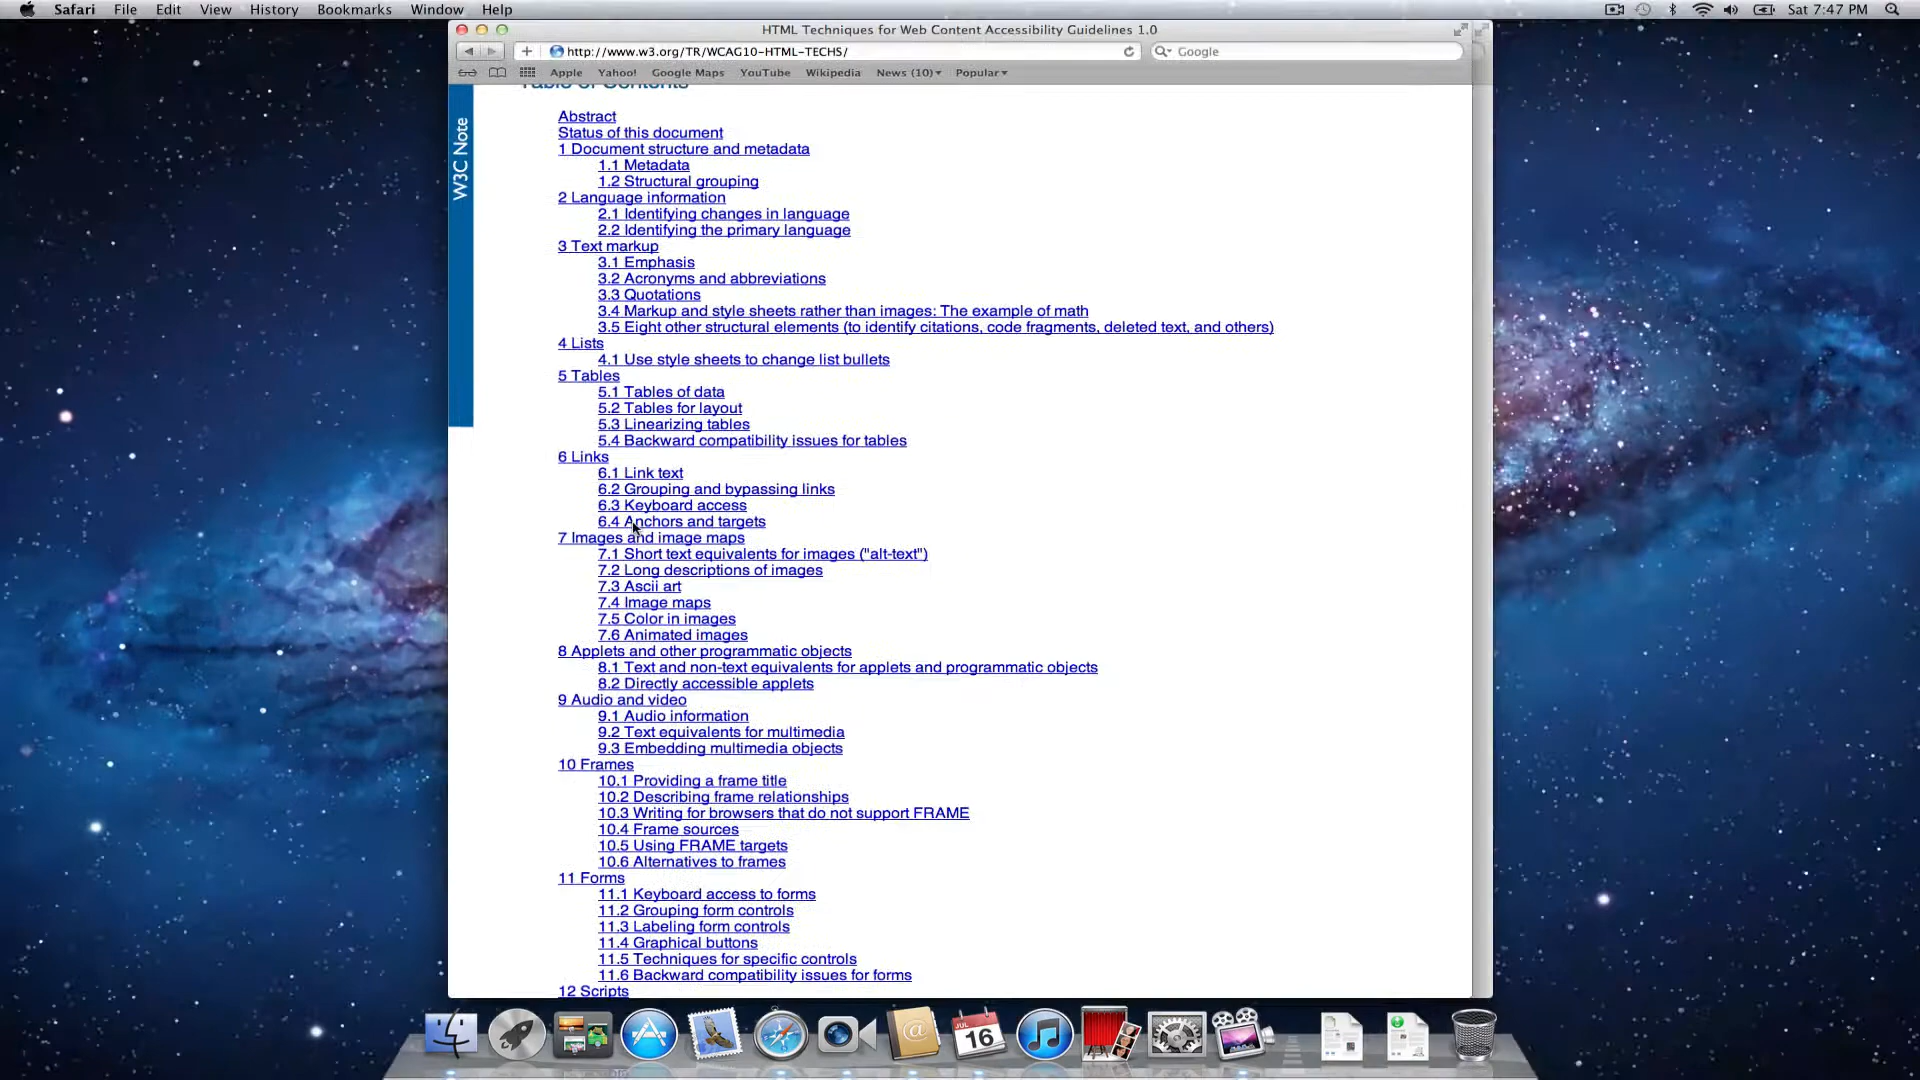 Safari File Edit View History Bookmarks Window Help
Sat 7:47 PM
HTML Techniques for Web Content Accessibility Guidelines 1.0
http://www.w3.org/TR/WCAG10-HTML-TECHS/
Google
Apple Yahoo! Google Maps YouTube Wikipedia News (10) Popular
Table of Contents
W3C Note
Abstract
Status of this document
1 Document structure and metadata
1.1 Metadata
1.2 Structural grouping
2 Language information
2.1 Identifying changes in language
2.2 Identifying the primary language
3 Text markup
3.1 Emphasis
3.2 Acronyms and abbreviations
3.3 Quotations
3.4 Markup and style sheets rather than images: The example of math
3.5 Eight other structural elements (to identify citations, code fragments, deleted text, and others)
4 Lists
4.1 Use style sheets to change list bullets
5 Tables
5.1 Tables of data
5.2 Tables for layout
5.3 Linearizing tables
5.4 Backward compatibility issues for tables
6 Links
6.1 Link text
6.2 Grouping and bypassing links
6.3 Keyboard access
6.4 Anchors and targets
7 Images and image maps
7.1 Short text equivalents for images ("alt-text")
7.2 Long descriptions of images
7.3 Ascii art
7.4 Image maps
7.5 Color in images
7.6 Animated images
8 Applets and other programmatic objects
8.1 Text and non-text equivalents for applets and programmatic objects
8.2 Directly accessible applets
9 Audio and video
9.1 Audio information
9.2 Text equivalents for multimedia
9.3 Embedding multimedia objects
10 Frames
10.1 Providing a frame title
10.2 Describing frame relationships
10.3 Writing for browsers that do not support FRAME
10.4 Frame sources
10.5 Using FRAME targets
10.6 Alternatives to frames
11 Forms
11.1 Keyboard access to forms
11.2 Grouping form controls
11.3 Labeling form controls
11.4 Graphical buttons
11.5 Techniques for specific controls
11.6 Backward compatibility issues for forms
12 Scripts
JUL
16